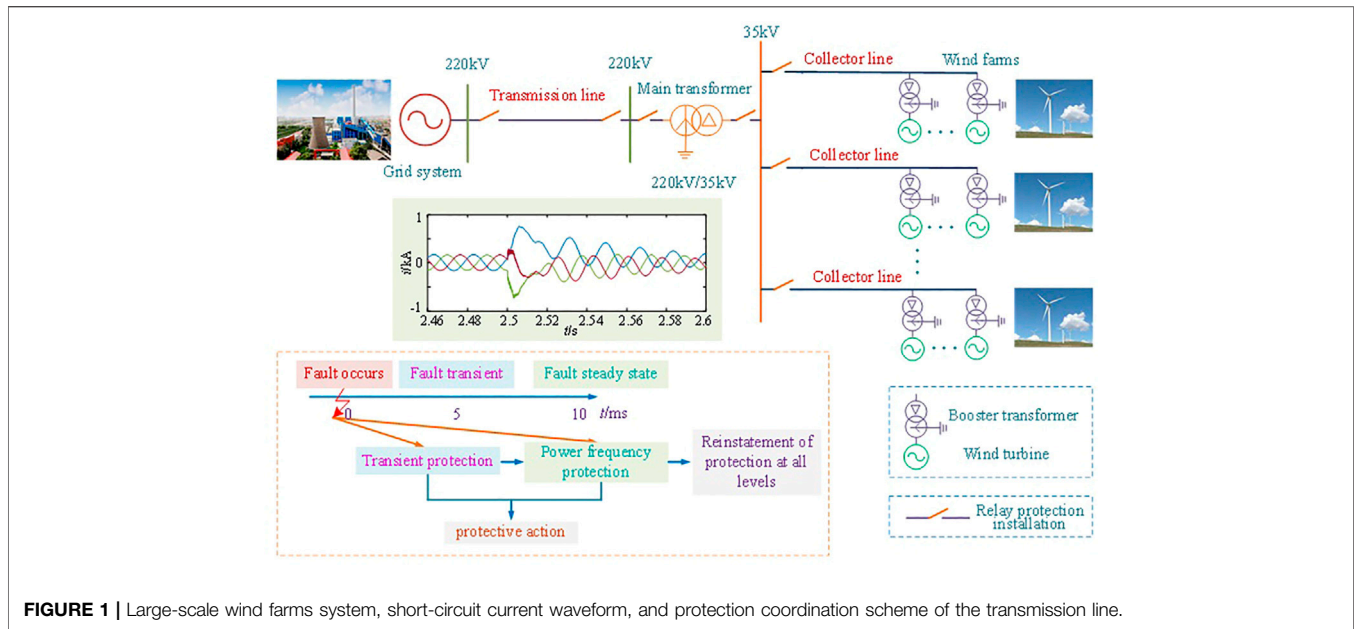 35kV
220kV
220kV
Collector line
Wind farms
Transmission line
Main transformer
Grid system
220kV/35kV
Collector line
Collector line
1
0
-1
i/kA
2.46 2.48 2.5 2.52 2.54 2.56 2.58 2.6
t/s
Fault occurs
Fault transient
Fault steady state
0 5 10 t/ms
Transient protection
Power frequency
protection
Reinstatement of
protection at all
levels
protective action
Booster transformer
Wind turbine
Relay protection
installation
FIGURE 1 | Large-scale wind farms system, short-circuit current waveform, and protection coordination scheme of the transmission line.